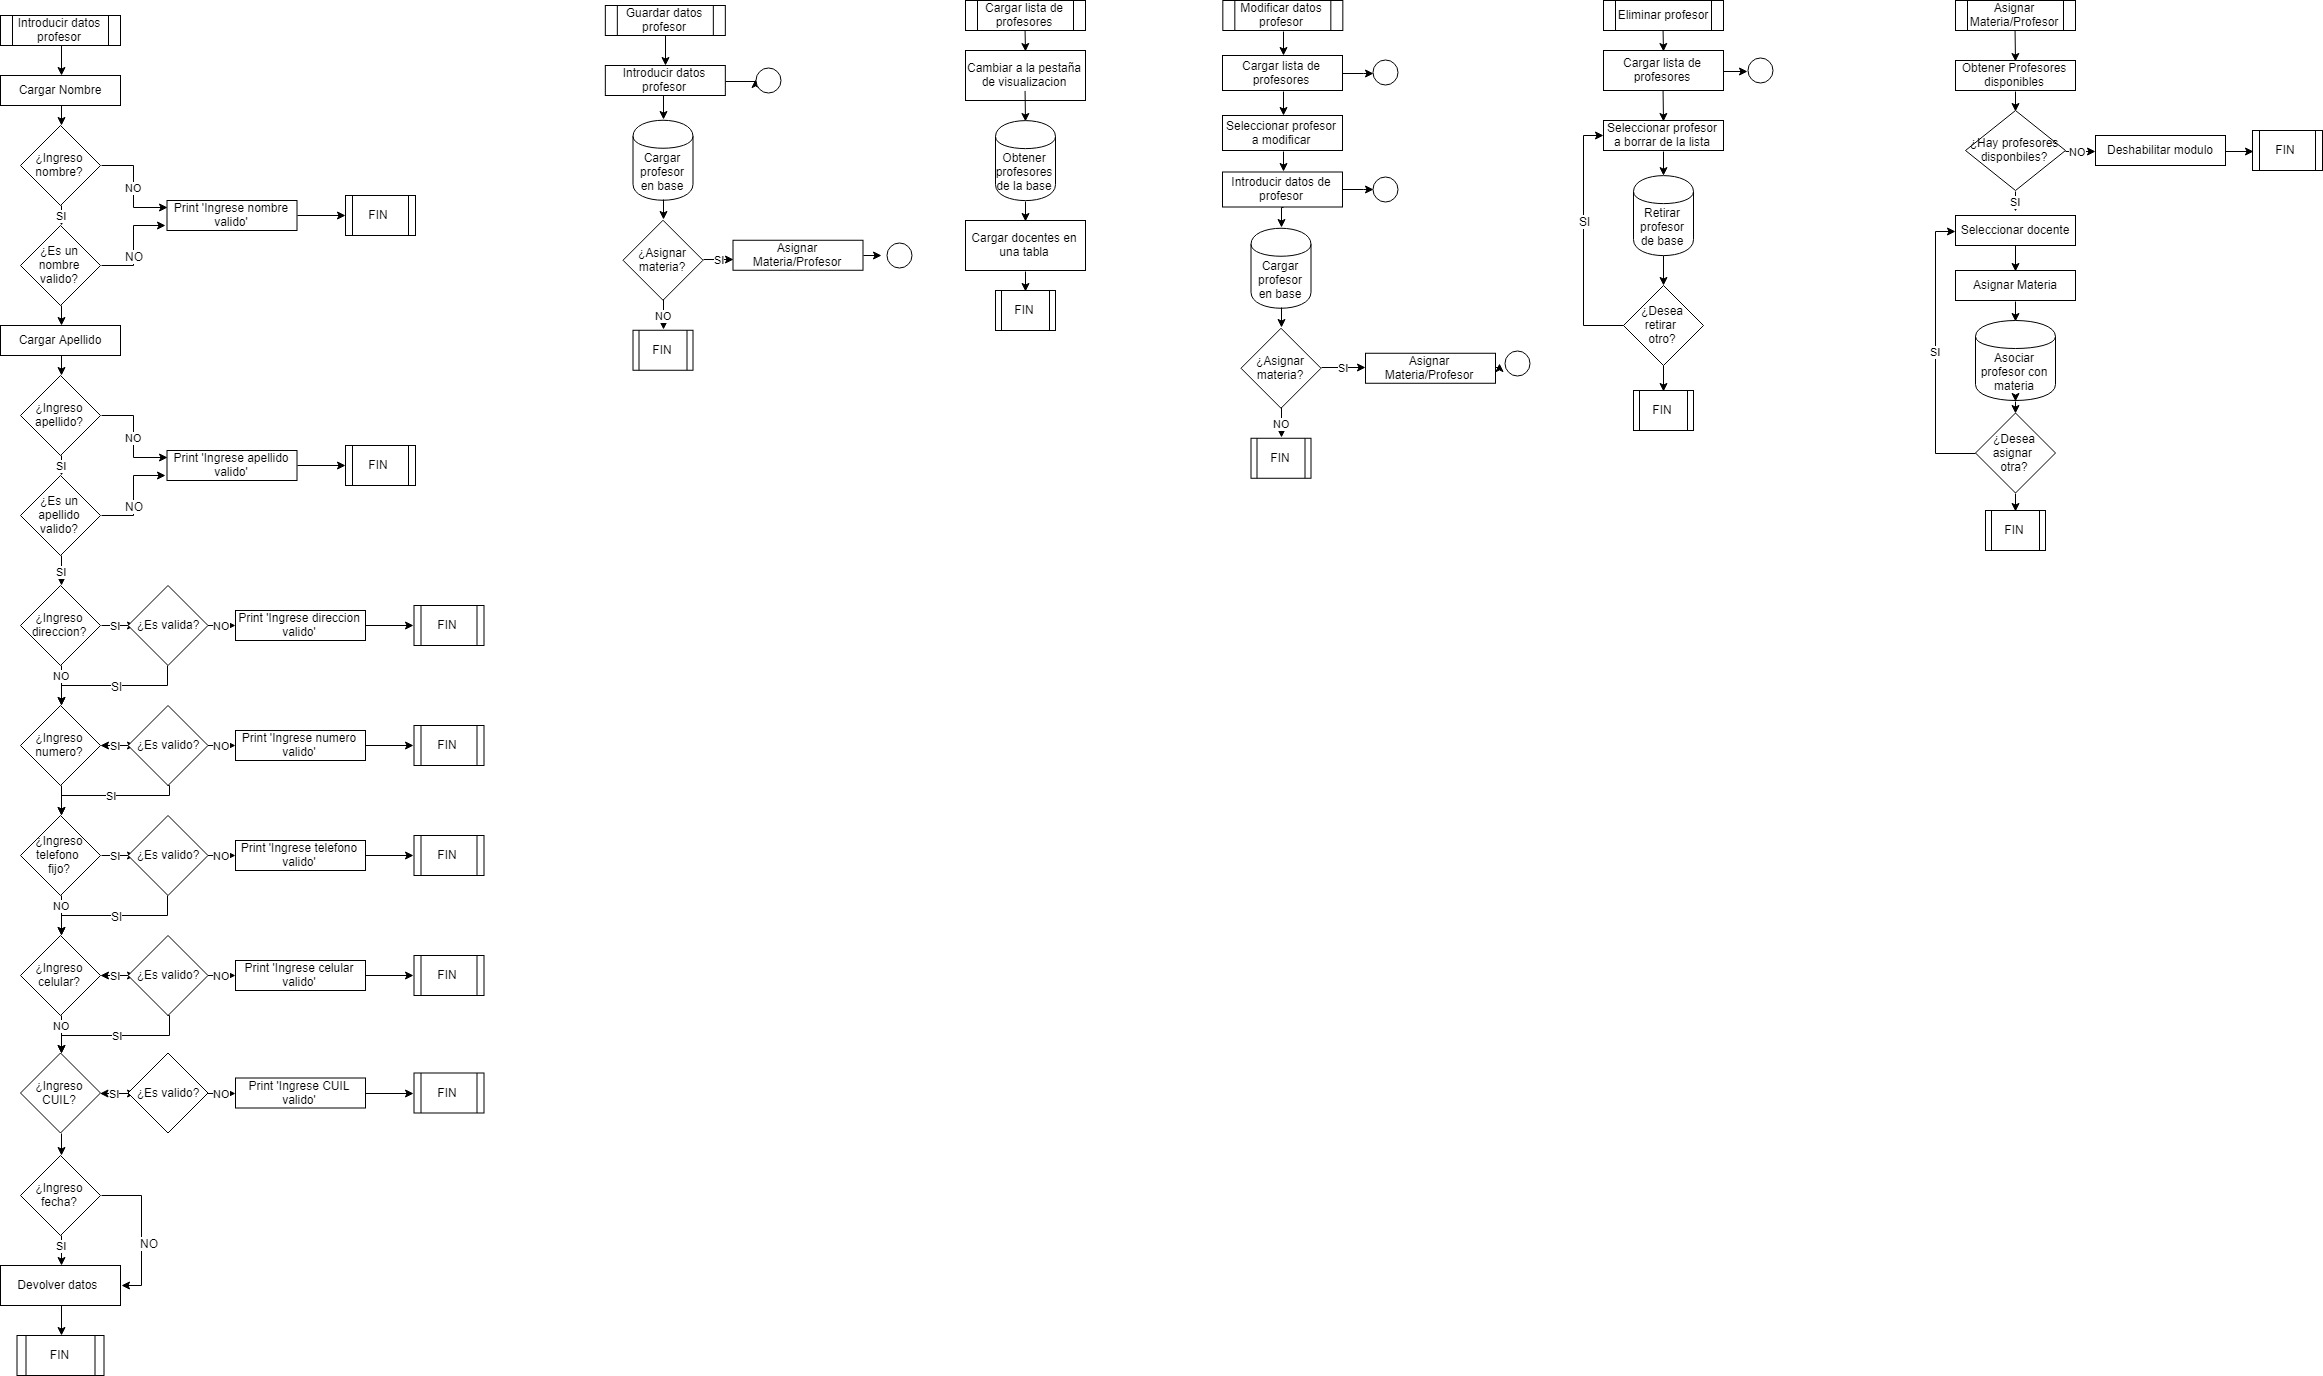 Introducir datos
profesor
Cargar Nombre
¿Ingreso
nombre?
NO
SI
Print 'Ingrese nombre
valido'
FIN
¿Es un
nombre
valido?
NO
Cargar Apellido
¿Ingreso
apellido?
NO
SI
Print 'Ingrese apellido
valido'
FIN
¿Es un
apellido
valido?
NO
SI
¿Ingreso
direccion?
SI
¿Es valida?
NO
Print 'Ingrese direccion
valido'
FIN
NO
SI
¿Ingreso
numero?
SI
¿Es valido?
NO
Print 'Ingrese numero
valido'
FIN
SI
¿Ingreso
telefono
fijo?
SI
¿Es valido?
NO
Print 'Ingrese telefono
valido'
FIN
NO
SI
¿Ingreso
celular?
SI
¿Es valido?
NO
Print 'Ingrese celular
valido'
FIN
NO
SI
¿Ingreso
CUIL?
SI
¿Es valido?
NO
Print 'Ingrese CUIL
valido'
FIN
¿Ingreso
fecha?
NO
SI
Devolver datos
FIN
Guardar datos
profesor
Introducir datos
profesor
Cargar
profesor
en base
¿Asignar
materia?
SI
Asignar
Materia/Profesor
NO
FIN
Cargar lista de
profesores
Cambiar a la pestaña
de visualizacion
Obtener
profesores
de la base
Cargar docentes en
una tabla
FIN
Modificar datos
profesor
Cargar lista de
profesores
Seleccionar profesor
a modificar
Introducir datos de
profesor
Cargar
profesor
en base
¿Asignar
materia?
SI
Asignar
Materia/Profesor
NO
FIN
Eliminar profesor
Cargar lista de
profesores
Seleccionar profesor
a borrar de la lista
SI
Retirar
profesor
de base
¿Desea
retirar
otro?
FIN
Asignar
Materia/Profesor
Obtener Profesores
disponibles
¿Hay profesores
disponbiles?
NO
Deshabilitar modulo
FIN
SI
Seleccionar docente
Asignar Materia
SI
Asociar
profesor con
materia
¿Desea
asignar
otra?
FIN